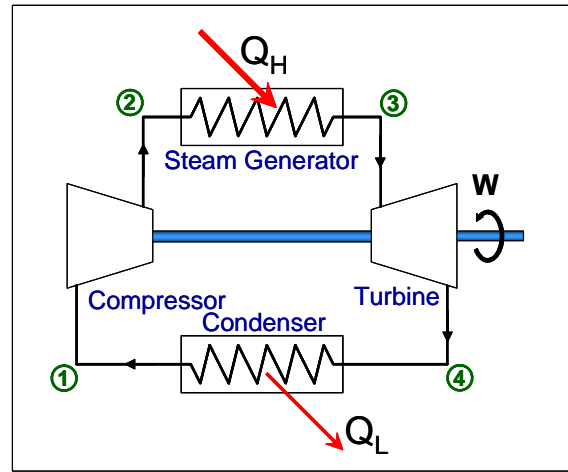 Q_H
② ③
Steam Generator
W
Compressor Turbine
Condenser
① ④
Q_L